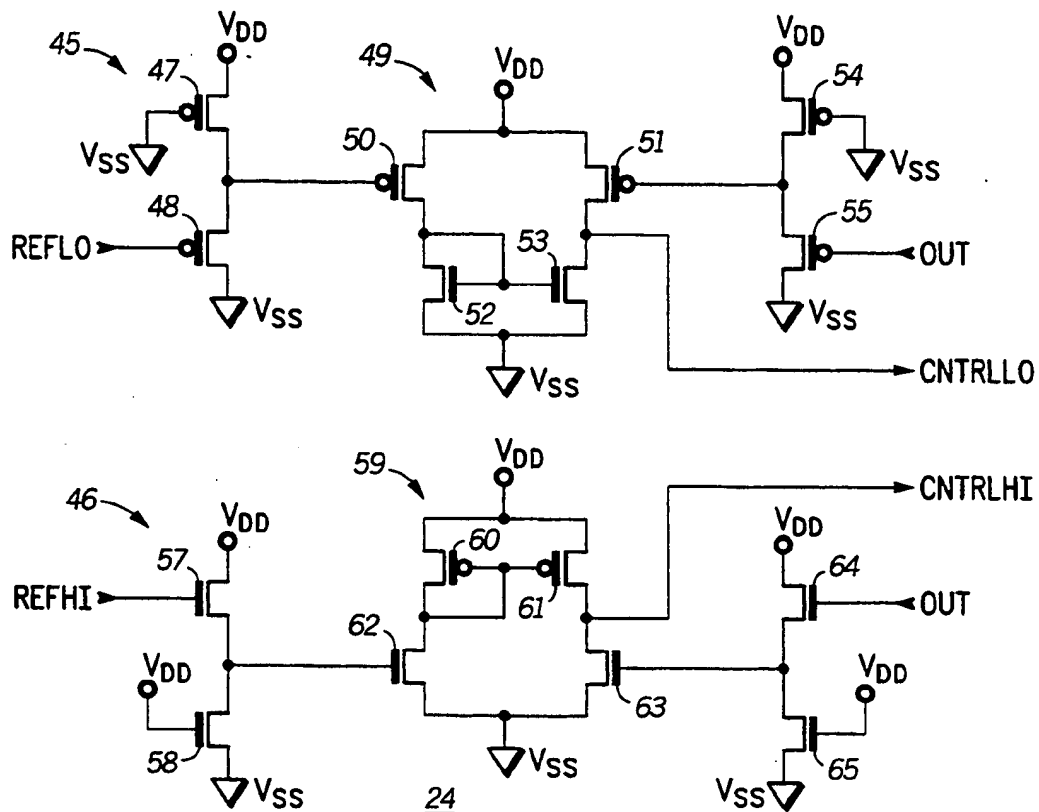 45
VDD
47
VSS
48
REFLO
VSS
49
VDD
50
51
53
52
VSS
VDD
54
VSS
55
OUT
VSS
CNTRLLO
46
VDD
57
REFHI
VDD
58
VSS
59
VDD
60
61
62
63
VSS
24
CNTRLHI
VDD
64
OUT
VDD
65
VSS